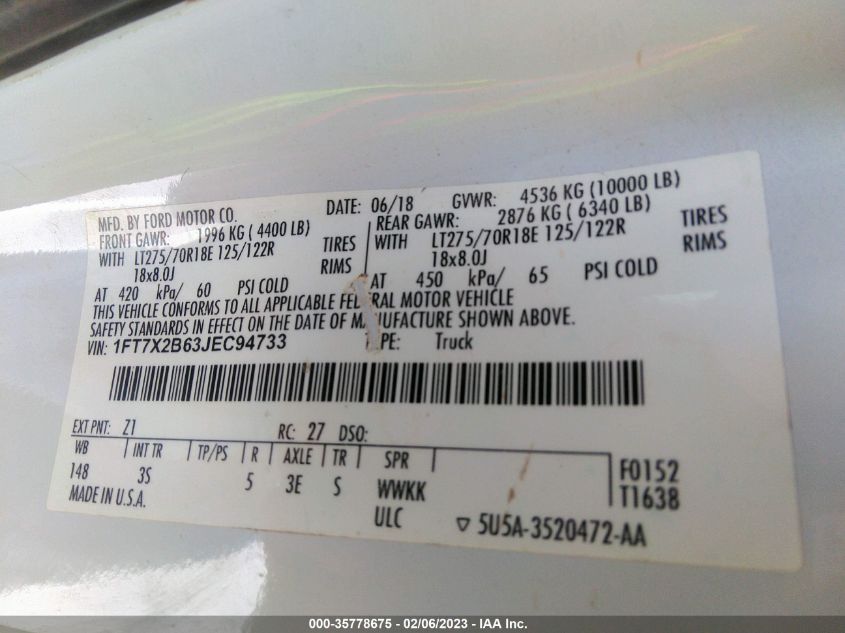 MFD. BY FORD MOTOR CO. DATE: 06/18 GVWR: 4536 KG (10000 LB)
FRONT GAWR: 1996 KG ( 4400 LB) REAR GAWR: 2876 KG ( 6340 LB)
WITH LT275/70R18E 125/122R TIRES WITH LT275/70R18E 125/122R TIRES
18x8.0J RIMS 18x8.0J RIMS
AT 420 kPa/ 60 PSI COLD AT 450 kPa/ 65 PSI COLD
THIS VEHICLE CONFORMS TO ALL APPLICABLE MOTOR VEHICLE
SAFETY STANDARDS IN EFFECT ON THE DATE OF SHOWN ABOVE.
VIN: 1FT7X2B63JEC94733 Truck
EXT PNT: Z1 RC: 27 DSO:
WB INT TR TP/PS R AXLE TR SPR
148 3S 5 3E S WWKK F0152
MADE IN U.S.A. ULC T1638
5U5A-3520472-AA
000-35778675 / 02/06/2023 - IAA Inc.